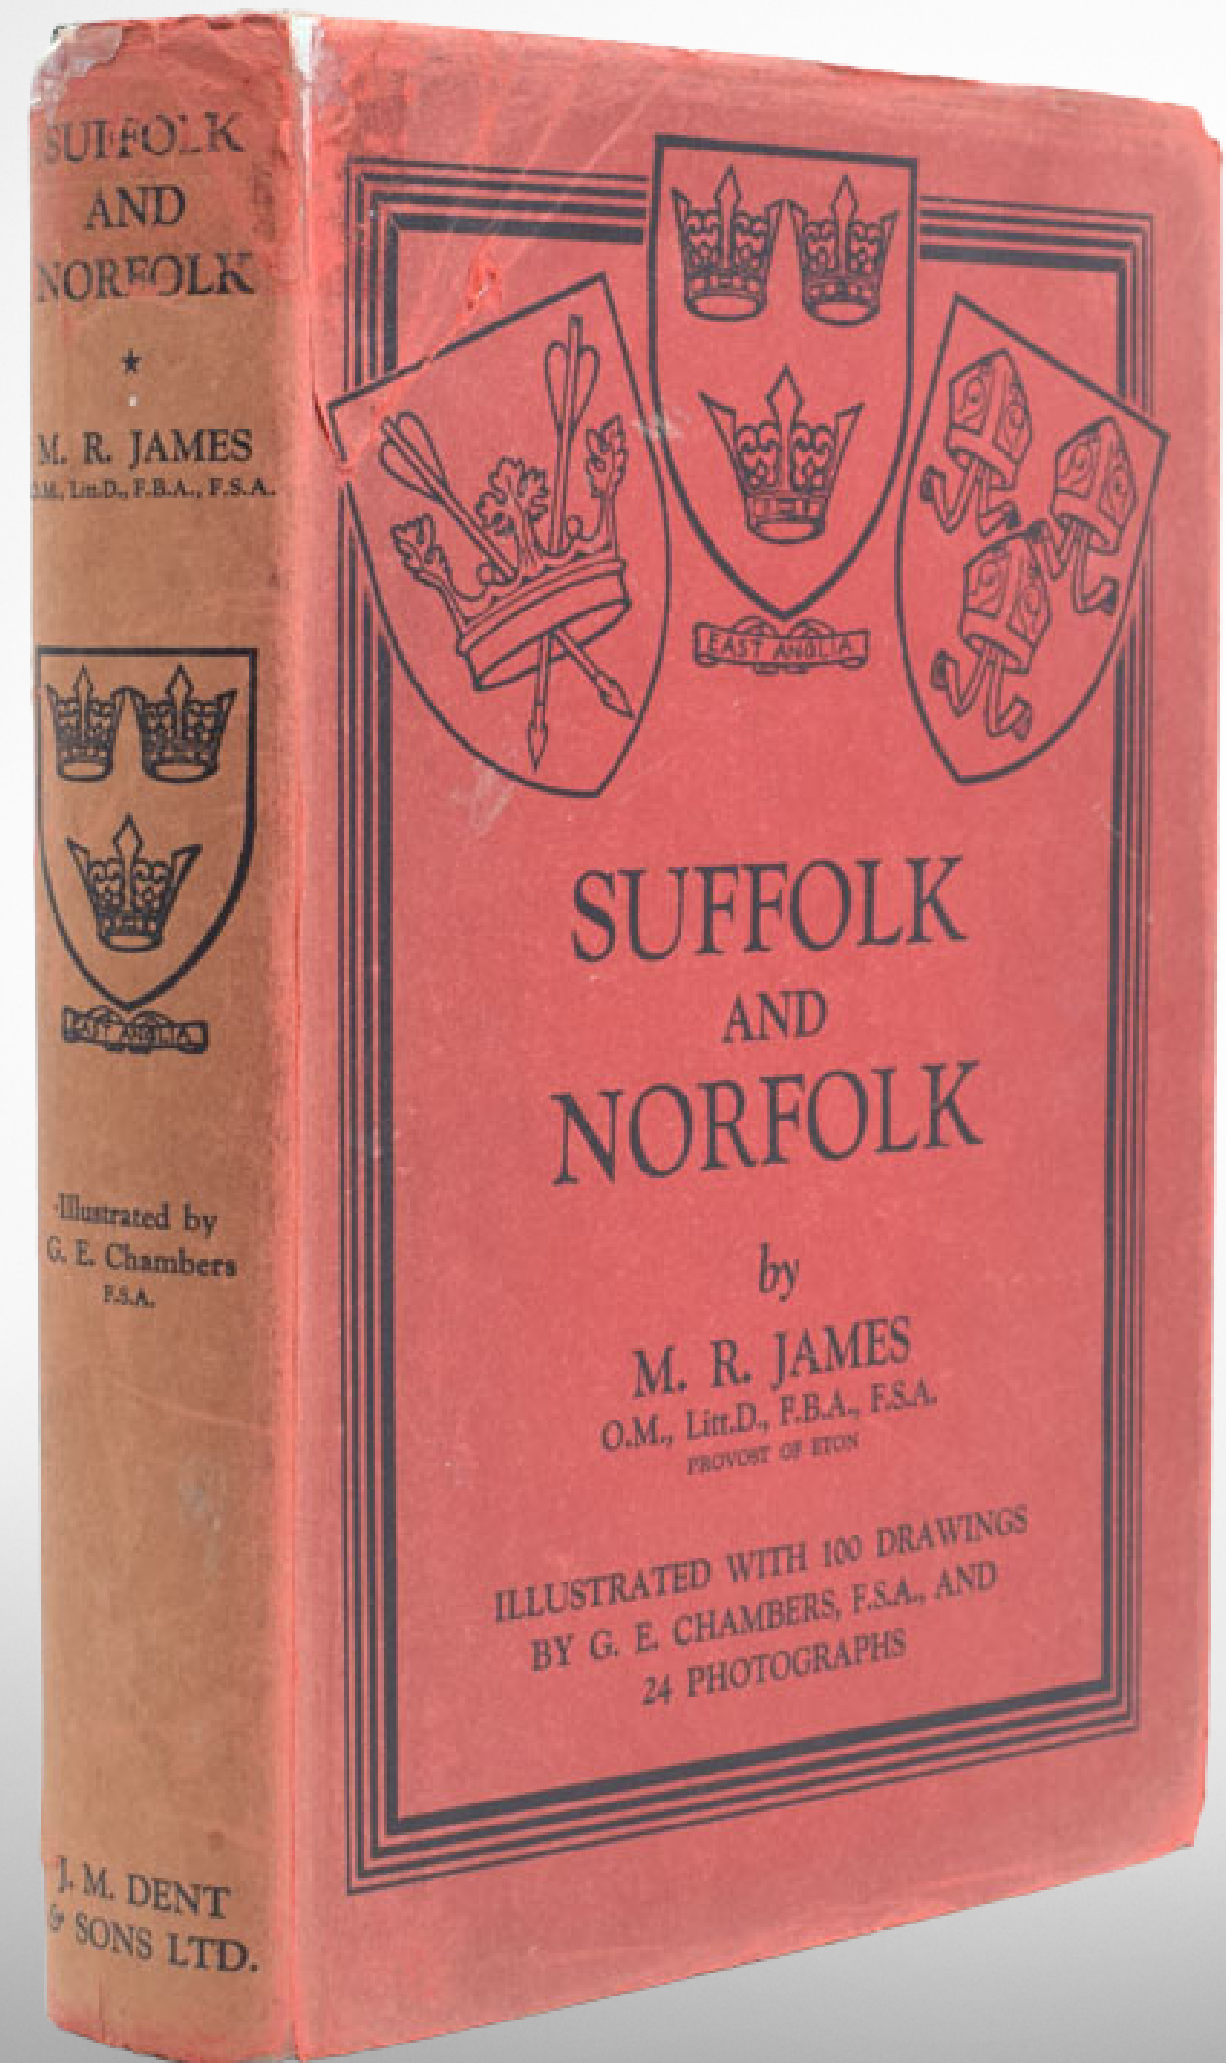 SUFFOLK
AND
NORFOLK
★
M. R. JAMES
O.M., Litt.D., F.B.A., F.S.A.
EAST ANGLIA
Illustrated by
G. E. Chambers
F.S.A.
J. M. DENT
& SONS LTD.
EAST ANGLIA
SUFFOLK
AND
NORFOLK
by
M. R. JAMES
O.M., Litt.D., F.B.A., F.S.A.
PROVOST OF ETON
ILLUSTRATED WITH 100 DRAWINGS
BY G. E. CHAMBERS, F.S.A., AND
24 PHOTOGRAPHS